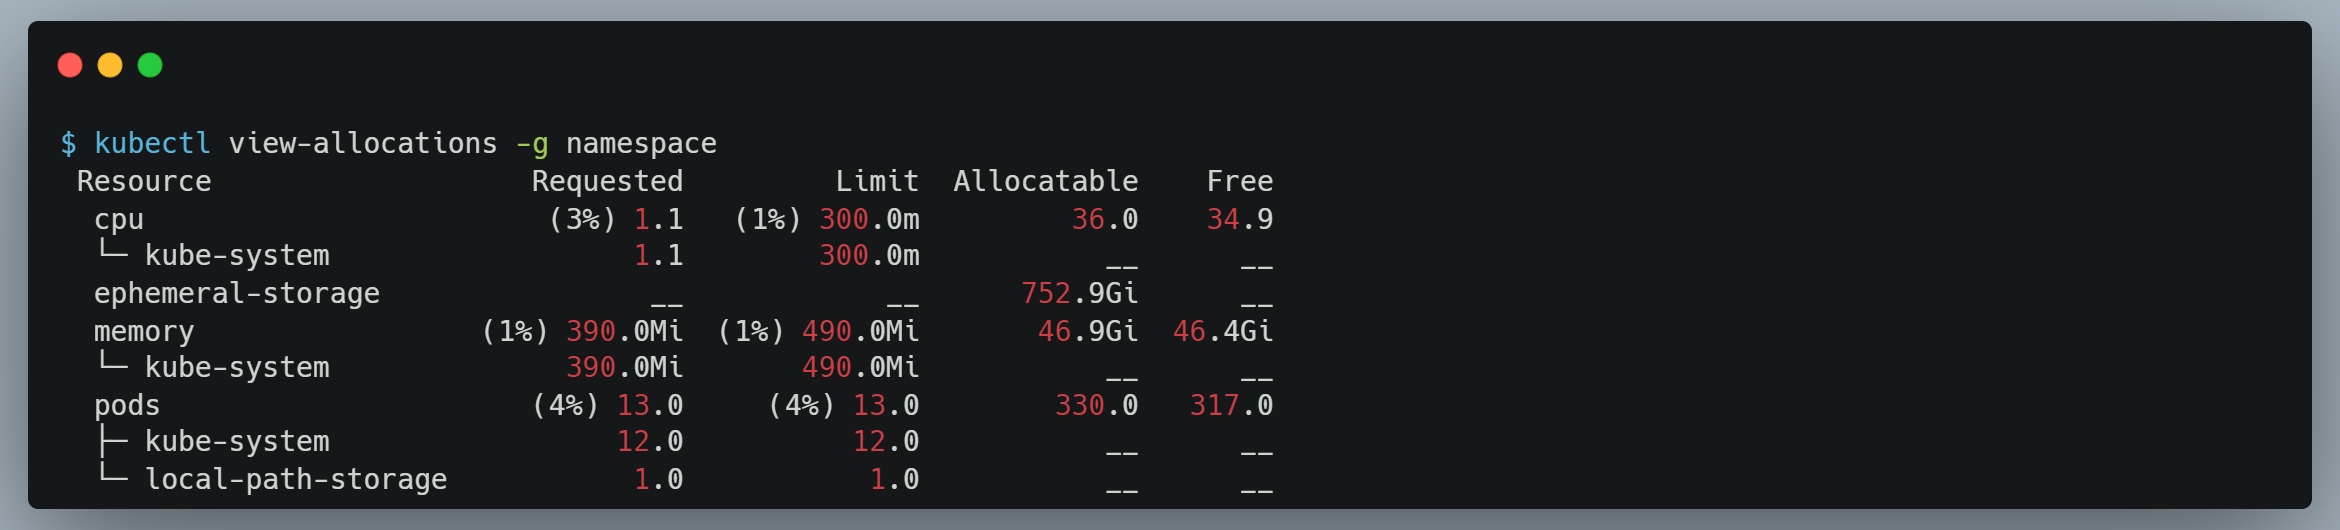 $ kubectl view-allocations -g namespace
 Resource                   Requested         Limit  Allocatable    Free
  cpu                        (3%) 1.1   (1%) 300.0m         36.0    34.9
  └─ kube-system                  1.1        300.0m           __      __
  ephemeral-storage                __            __      752.9Gi      __
  memory                 (1%) 390.0Mi  (1%) 490.0Mi       46.9Gi  46.4Gi
  └─ kube-system              390.0Mi       490.0Mi           __      __
  pods                      (4%) 13.0     (4%) 13.0        330.0   317.0
  ├─ kube-system                 12.0          12.0           __      __
  └─ local-path-storage           1.0           1.0           __      __